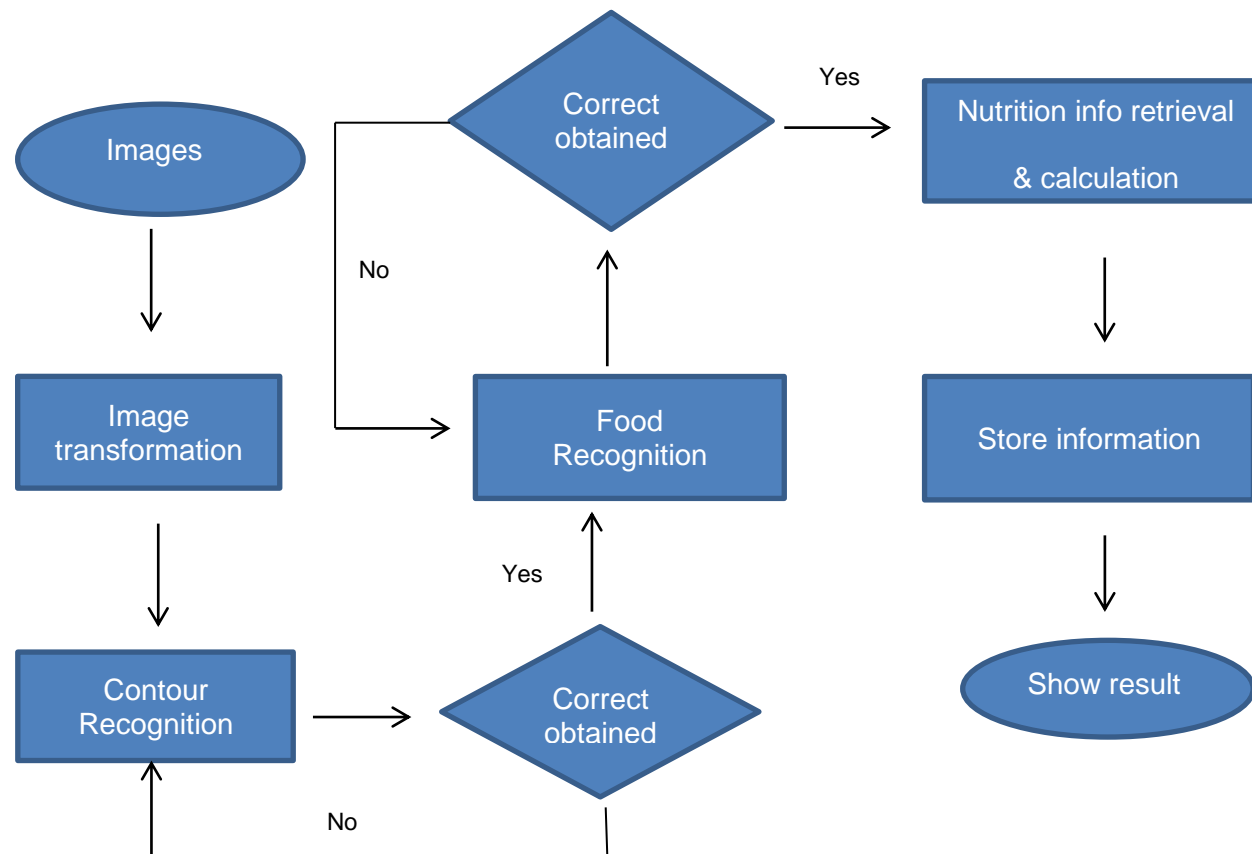 Images
Image
transformation
Contour
Recognition
No
Correct
obtained
Yes
Food
Recognition
No
Correct
obtained
Yes
Nutrition info retrieval
& calculation
Store information
Show result